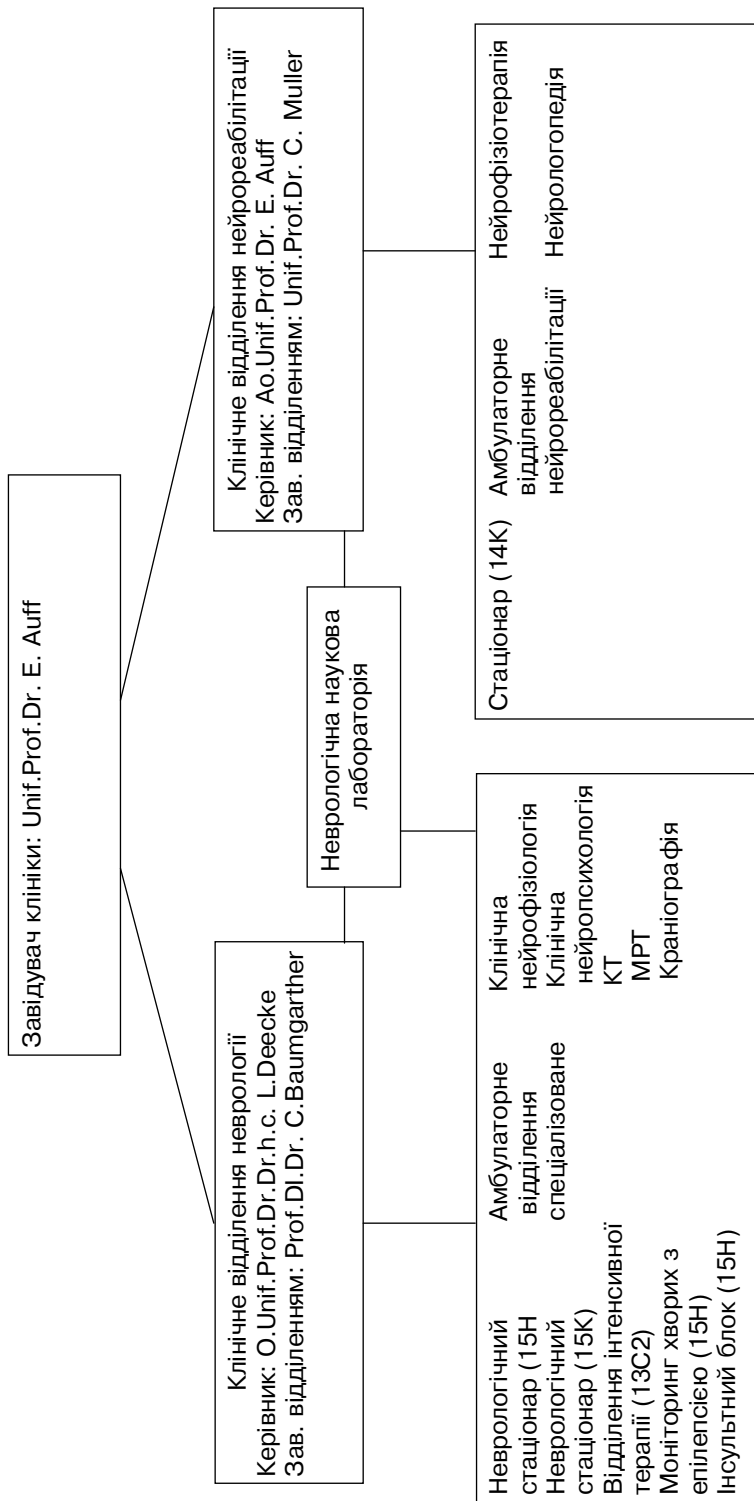 Завідувач клініки: Unif.Prof.Dr. E. Auff
Клінічне відділення неврології
Керівник: O.Unif.Prof.Dr.Dr.h.c. L.Deecke
Зав. відділенням: Prof.DI.Dr. C.Baumgarther
Клінічне відділення нейрореабілітації
Керівник: Ao.Unif.Prof.Dr. E. Auff
Зав. відділенням: Unif.Prof.Dr. C. Muller
Неврологічна наукова
лабораторія
Неврологічний
стаціонар (15Н
Неврологічний
стаціонар (15К)
Відділення інтенсивної
терапії (13С2)
Моніторинг хворих з
епілепсією (15Н)
Інсультний блок (15Н)
Амбулаторне
відділення
спеціалізоване
Клінічна
нейрофізіологія
Клінічна
нейропсихологія
КТ
МРТ
Краніографія
Стаціонар (14К)
Амбулаторне
відділення
нейрореабілітації
Нейрофізіотерапія
Нейрологопедія